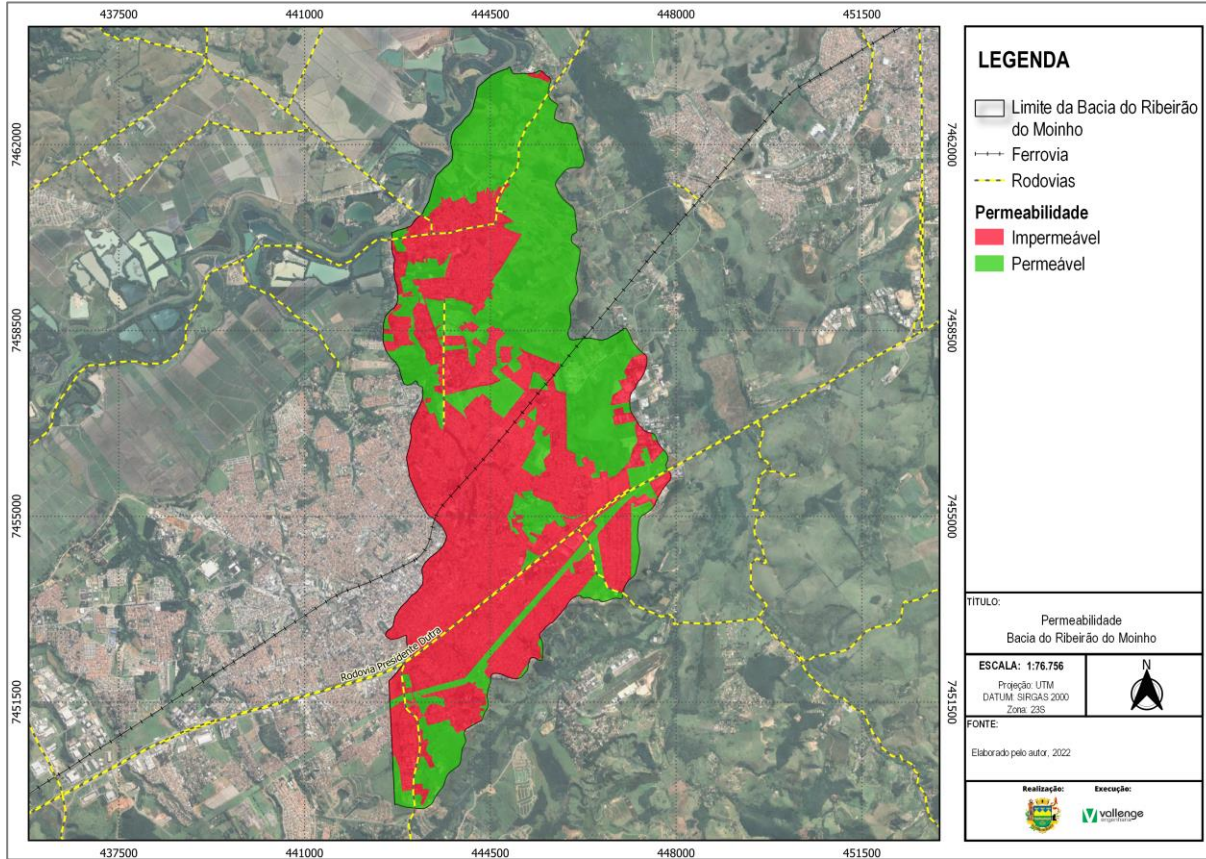 437500
441000
444500
448000
451500
7462000
7462000
7458500
7458500
7455000
7455000
7451500
7451500
Rodovia Presidente Dutra
437500
441000
444500
448000
451500
LEGENDA
Limite da Bacia do Ribeirão
do Moinho
Ferrovia
Rodovias
Permeabilidade
Impermeável
Permeável
TÍTULO:
Permeabilidade
Bacia do Ribeirão do Moinho
ESCALA: 1:76.756
Projeção: UTM
DATUM: SIRGAS 2000
Zona: 23S
N
FONTE:
Elaborado pelo autor, 2022
Realização:
Execução:
vallenge
engenharia